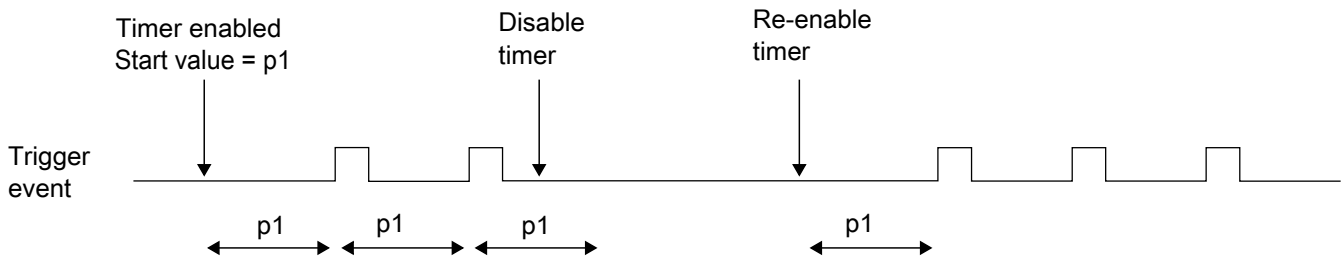 Timer enabled
Start value = p1
Disable
timer
Re-enable
timer
Trigger
event
p1
p1
p1
p1